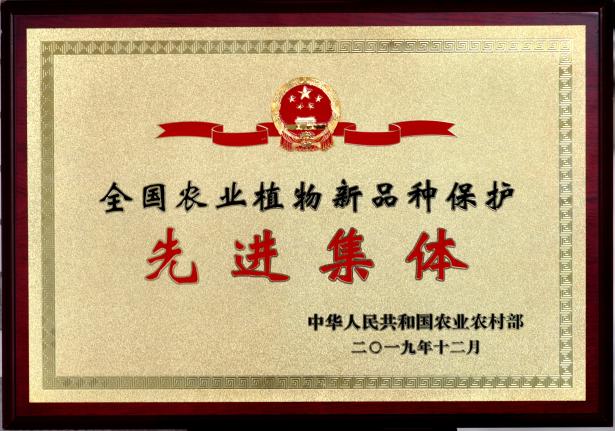 全国农业植物新品种保护
先进集体
中华人民共和国农业农村部
二〇一九年十二月